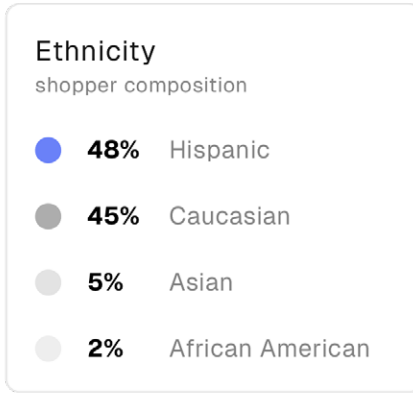 Ethnicity
shopper composition
48% Hispanic
45% Caucasian
5% Asian
2% African American